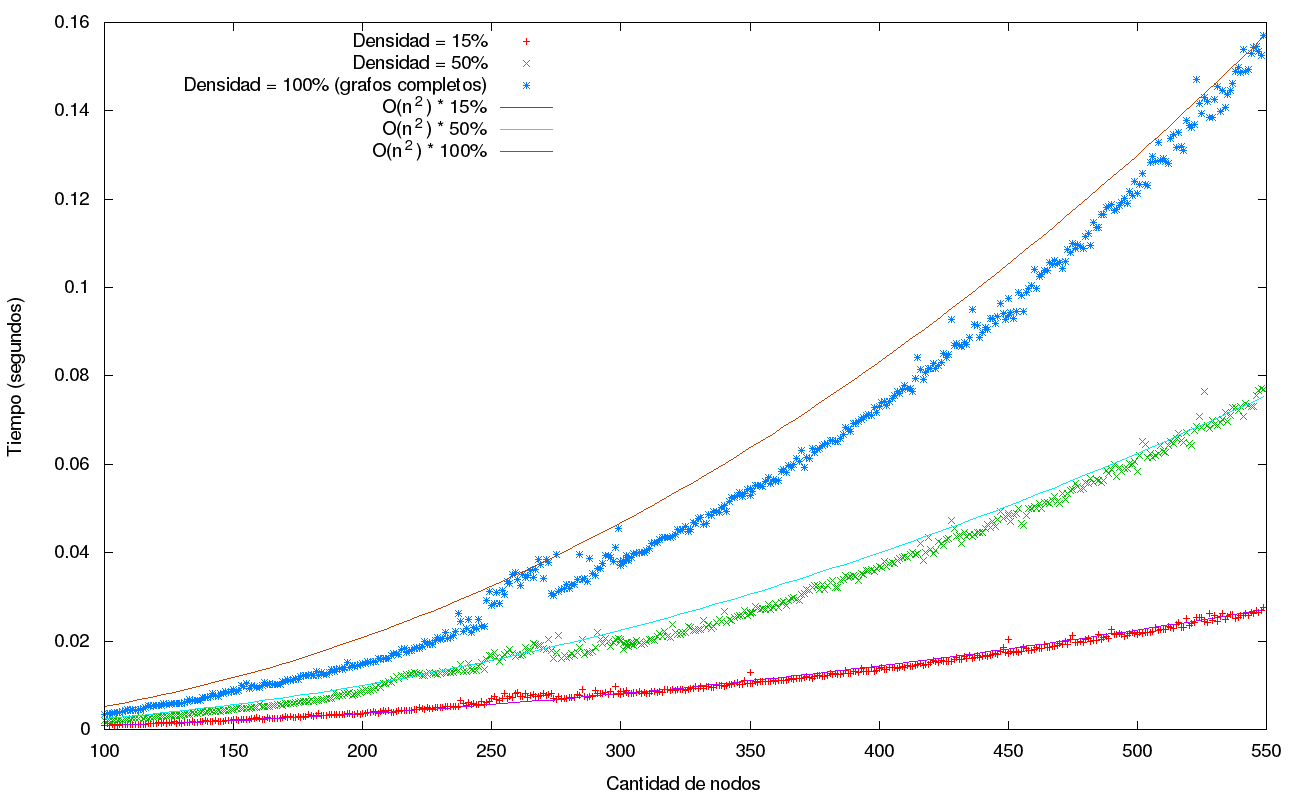 0.16
0.14
0.12
0.1
0.08
0.06
0.04
0.02
0
100 150 200 250 300 350 400 450 500 550
Tiempo (segundos)
Cantidad de nodos
Densidad = 15%
Densidad = 50%
Densidad = 100% (grafos completos)
O(n²) * 15%
O(n²) * 50%
O(n²) * 100%